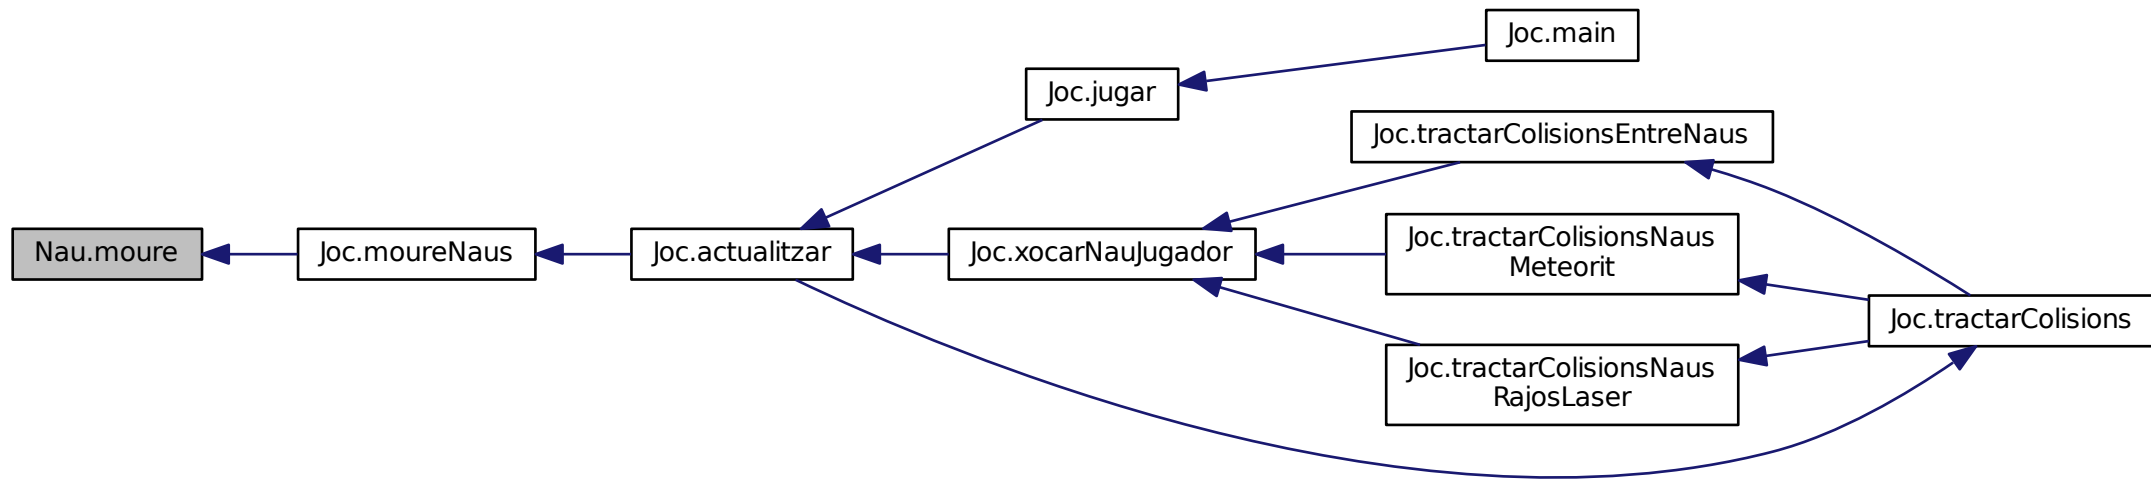 Joc.main
Joc.jugar
Joc.tractarColisionsEntreNaus
Nau.moure
Joc.moureNaus
Joc.actualitzar
Joc.xocarNauJugador
Joc.tractarColisionsNaus
Meteorit
Joc.tractarColisions
Joc.tractarColisionsNaus
RajosLaser